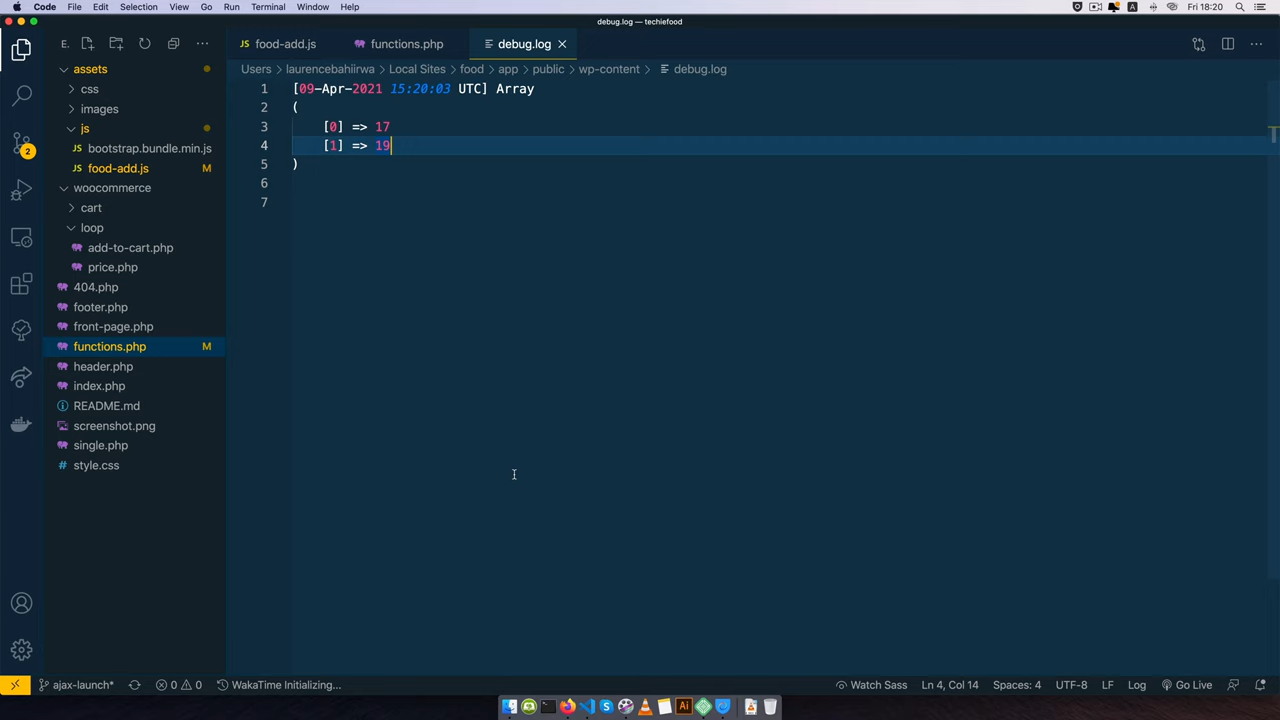 Code File Edit Selection View Go Run Terminal Window Help A Fri 18:20
debug.log — techiefood
E.
food-add.js functions.php debug.log
Users laurencebahiirwa Local Sites food app public wp-content debug.log
assets
css
images
js
bootstrap.bundle.min.js
food-add.js M
woocommerce
cart
loop
add-to-cart.php
price.php
404.php
footer.php
front-page.php
functions.php M
header.php
index.php
README.md
screenshot.png
single.php
style.css
2
1 [09-Apr-2021 15:20:03 UTC] Array
2 (
3 [0] => 17
4 [1] => 19
5 )
6
7
ajax-launch* 0 0 WakaTime Initializing... Watch Sass Ln 4, Col 14 Spaces: 4 UTF-8 LF Log Go Live
Ai